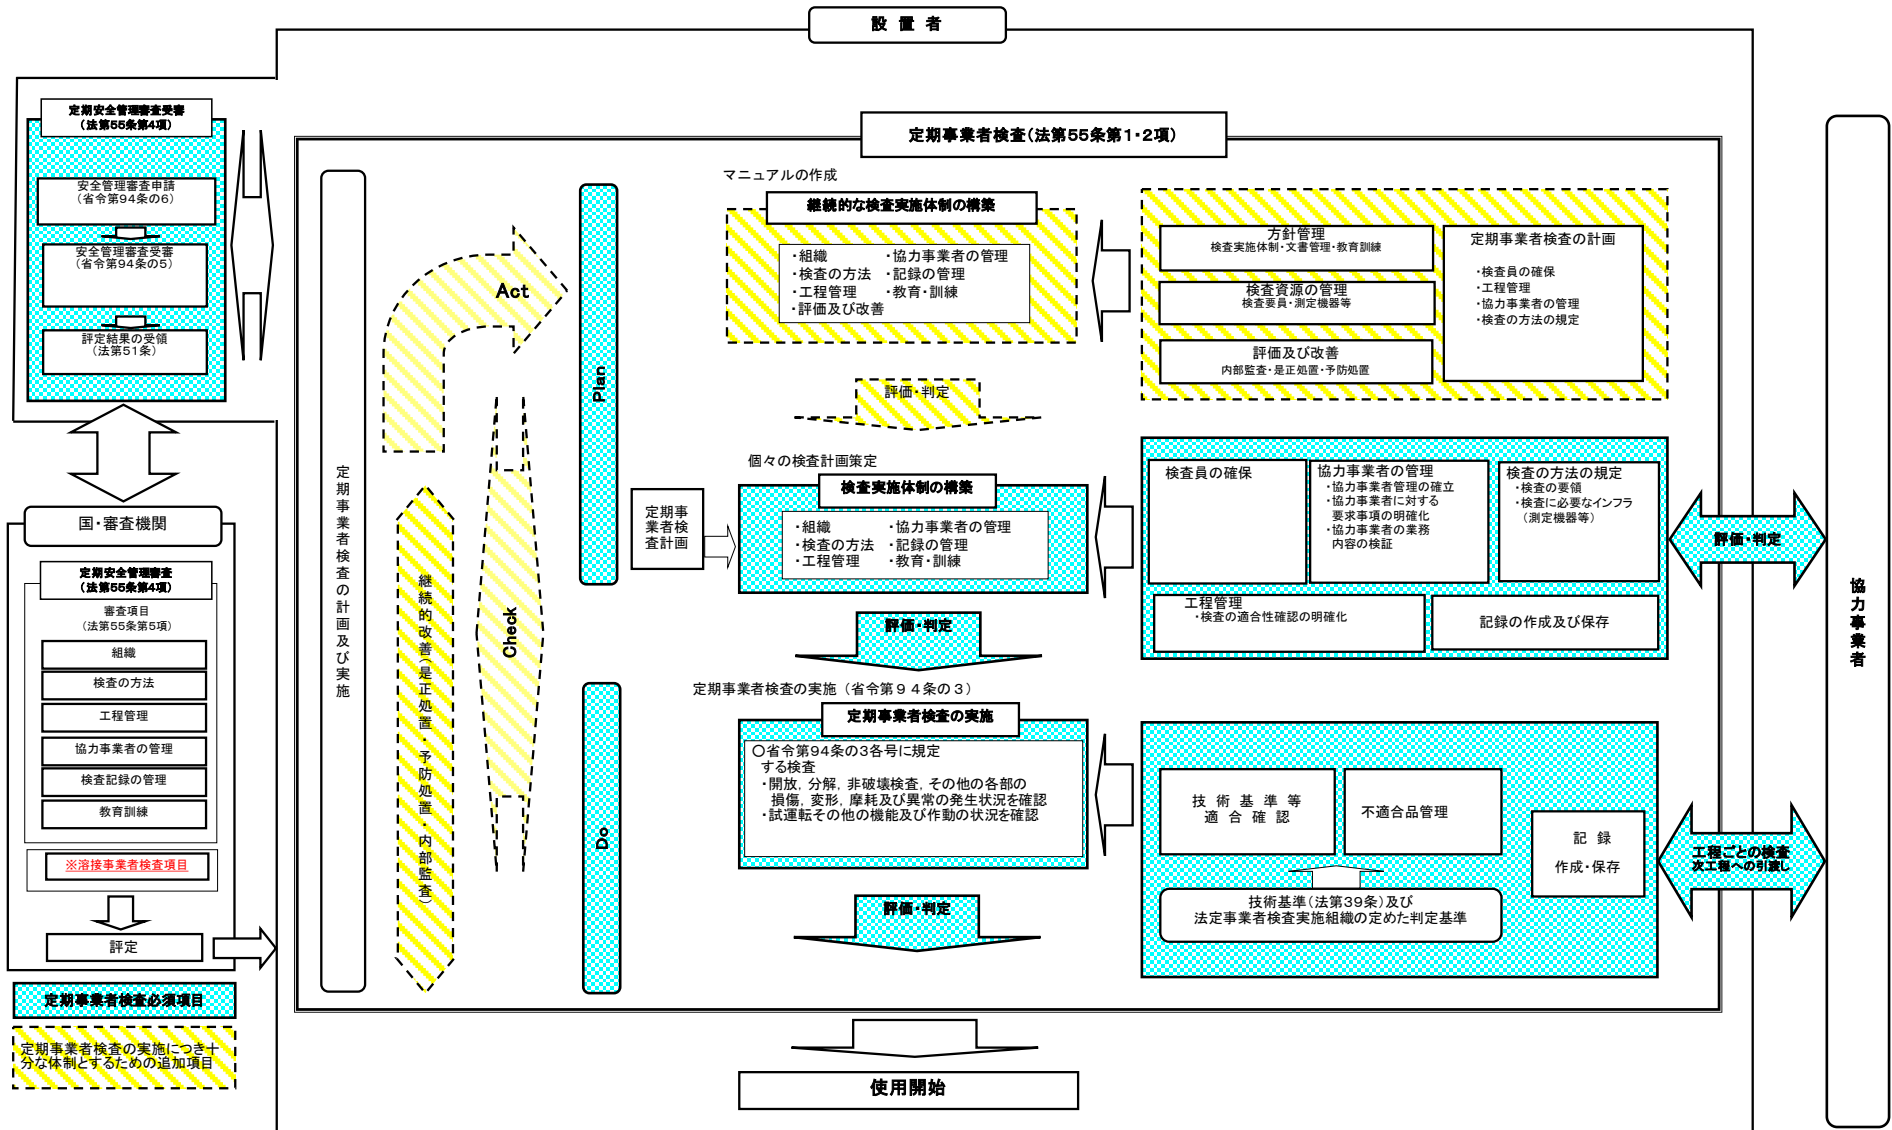 設 置 者
定期安全管理審査受審
(法第55条第4項)
安全管理審査申請
(省令第94条の6)
安全管理審査受審
(省令第94条の5)
評定結果の受領
(法第51条)
国・審査機関
定期安全管理審査
(法第55条第4項)
審査項目
(法第55条第5項)
組織
検査の方法
工程管理
協力事業者の管理
検査記録の管理
教育訓練
※溶接事業者検査項目
評定
定期事業者検査必須項目
定期事業者検査の実施につき十
分な体制とするための追加項目
定期事業者検査(法第55条第1・2項)
定期事業者検査の計画及び実施
Act
継続的改善(是正処置・予防処置・内部監査)
Check
Plan
Do
マニュアルの作成
継続的な検査実施体制の構築
・組織 ・協力事業者の管理
・検査の方法 ・記録の管理
・工程管理 ・教育・訓練
・評価及び改善
方針管理
検査実施体制・文書管理・教育訓練
検査資源の管理
検査要員・測定機器等
評価及び改善
内部監査・是正処置・予防処置
定期事業者検査の計画
・検査員の確保
・工程管理
・協力事業者の管理
・検査の方法の規定
評価・判定
個々の検査計画策定
定期事
業者検
査計画
検査実施体制の構築
・組織 ・協力事業者の管理
・検査の方法 ・記録の管理
・工程管理 ・教育・訓練
検査員の確保
協力事業者の管理
・協力事業者管理の確立
・協力事業者に対する
要求事項の明確化
・協力事業者の業務
内容の検証
検査の方法の規定
・検査の要領
・検査に必要なインフラ
(測定機器等)
工程管理
・検査の適合性確認の明確化
記録の作成及び保存
評価・判定
評価・判定
定期事業者検査の実施(省令第94条の3)
定期事業者検査の実施
○省令第94条の3各号に規定
する検査
・開放, 分解, 非破壊検査, その他の各部の
損傷, 変形, 摩耗及び異常の発生状況を確認
・試運転その他の機能及び作動の状況を確認
技 術 基 準 等
適 合 確 認
不適合品管理
記 録
作成・保存
技術基準(法第39条)及び
法定事業者検査実施組織の定めた判定基準
工程ごとの検査
次工程への引渡し
評価・判定
協力事業者
使用開始